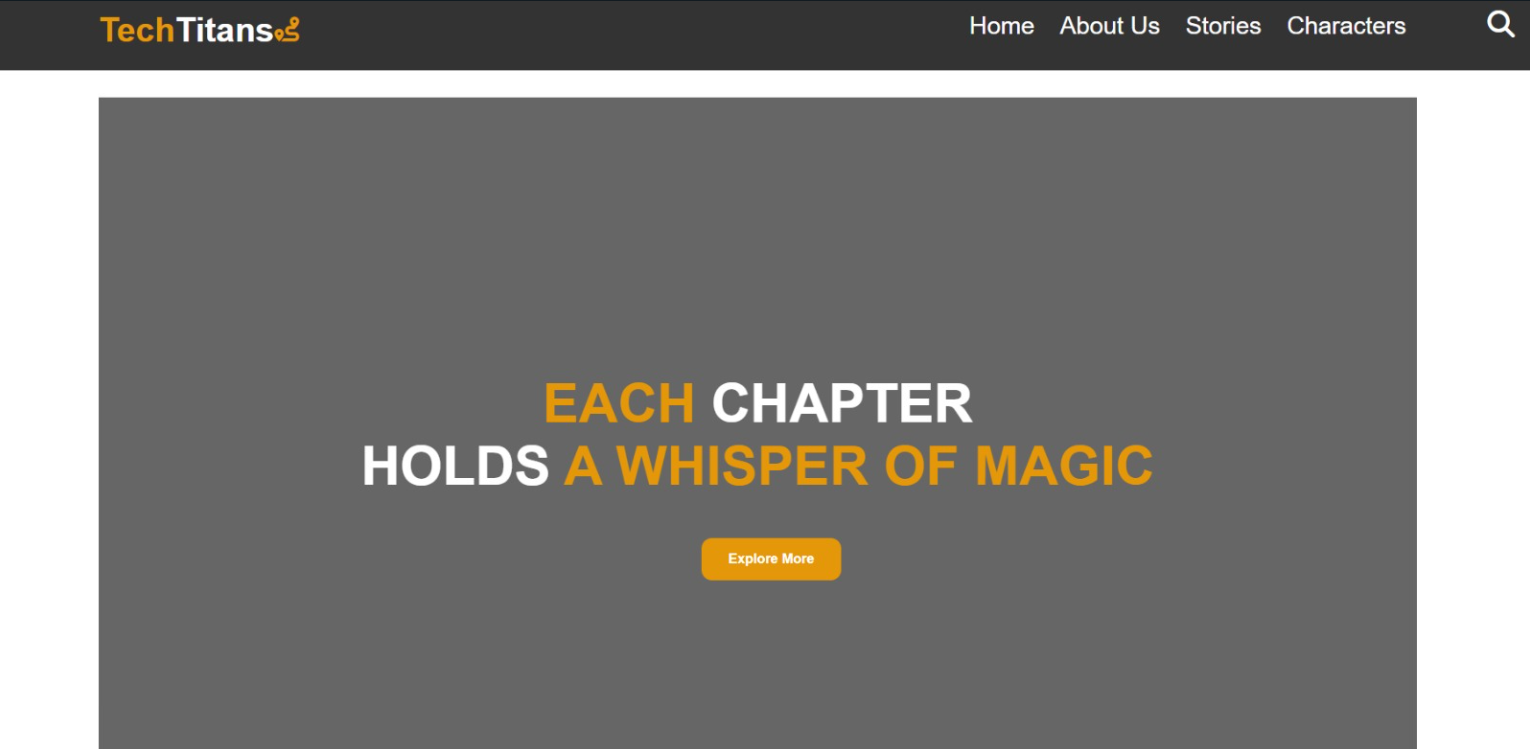 TechTitans
Home About Us Stories Characters
EACH CHAPTER
HOLDS A WHISPER OF MAGIC
Explore More